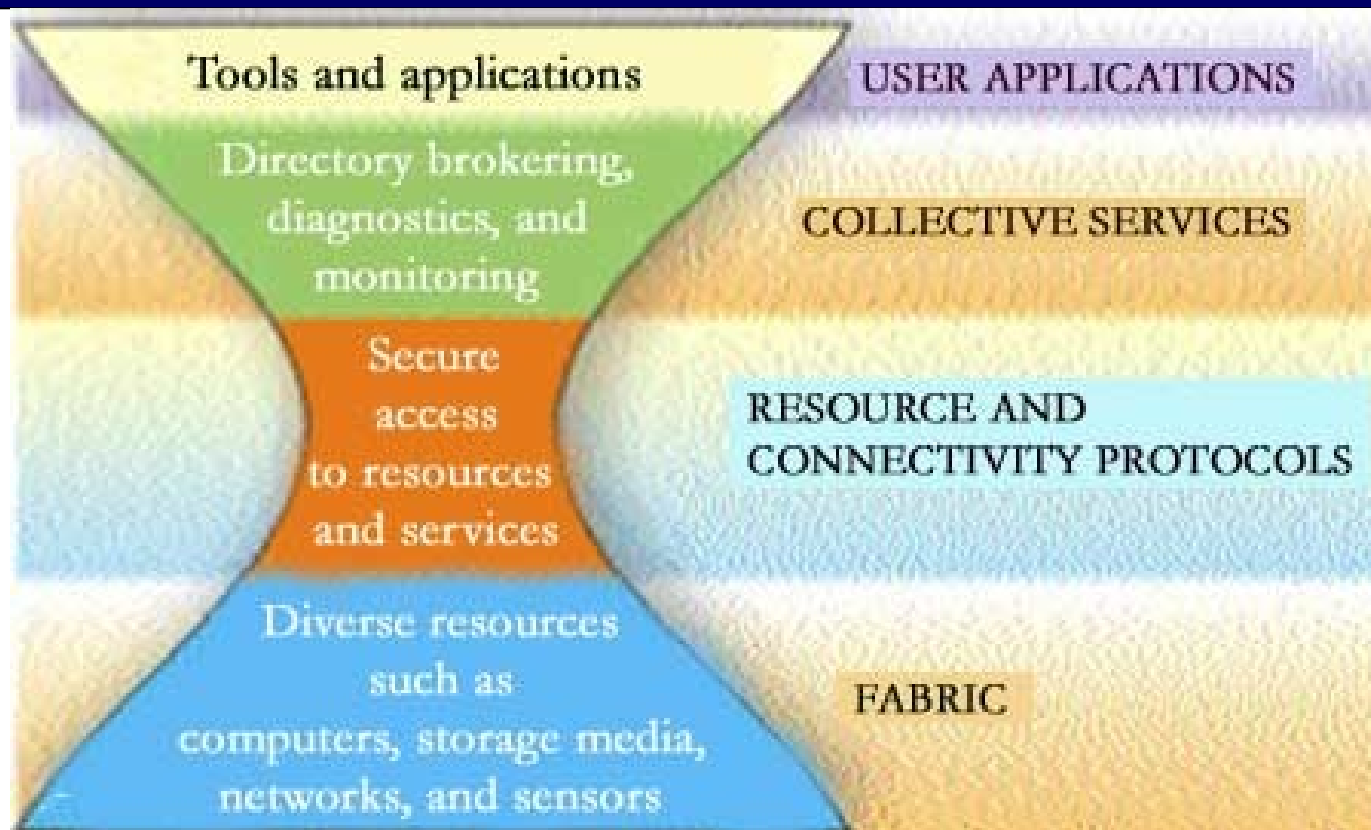 Tools and applications
USER APPLICATIONS
Directory brokering,
diagnostics, and
monitoring
COLLECTIVE SERVICES
Secure
access
to resources
and services
RESOURCE AND
CONNECTIVITY PROTOCOLS
Diverse resources
such as
computers, storage media,
networks, and sensors
FABRIC